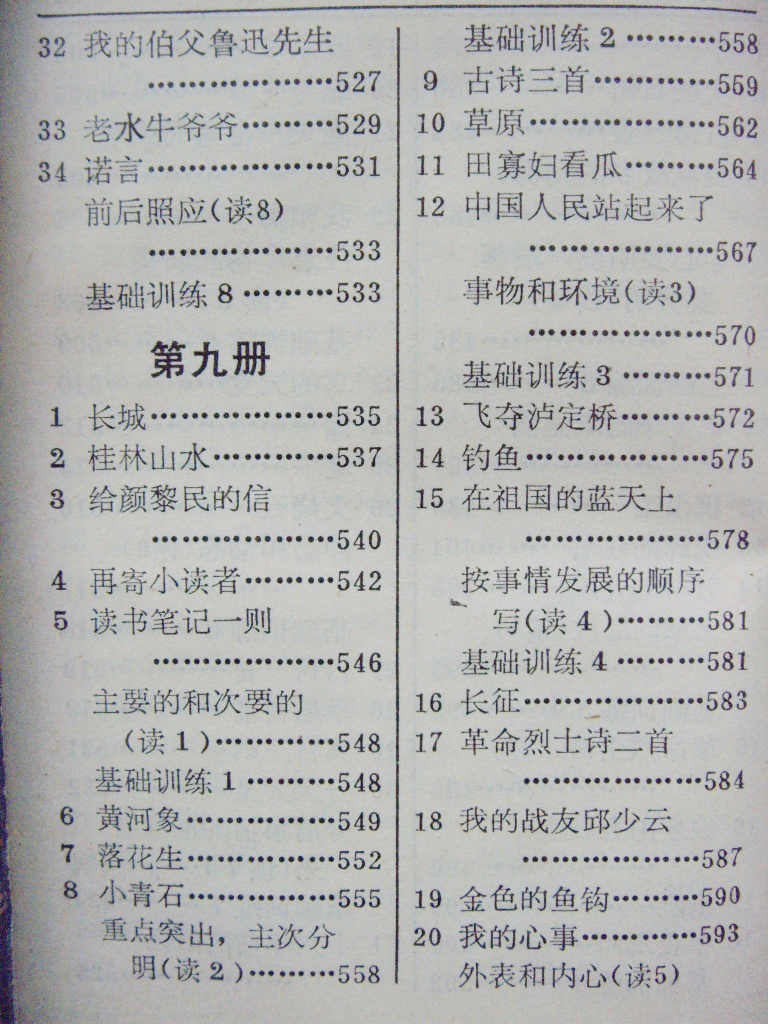 32 我的伯父鲁迅先生
………………527
33 老水牛爷爷………529
34 诺言………………531
前后照应(读8)
………………533
基础训练8………533
第九册
1 长城………………535
2 桂林山水…………537
3 给颜黎民的信
………………540
4 再寄小读者………542
5 读书笔记一则
………………546
主要的和次要的
(读1)…………548
基础训练1………548
6 黄河象……………549
7 落花生……………552
8 小青石……………555
重点突出，主次分
明(读2)………558
基础训练2………558
9 古诗三首…………559
10 草原………………562
11 田寡妇看瓜………564
12 中国人民站起来了
………………567
事物和环境(读3)
………………570
基础训练3………571
13 飞夺泸定桥………572
14 钓鱼………………575
15 在祖国的蓝天上
………………578
按事情发展的顺序
写(读4)………581
基础训练4………581
16 长征………………583
17 革命烈士诗二首
………………584
18 我的战友邱少云
………………587
19 金色的鱼钩………590
20 我的心事…………593
外表和内心(读5)